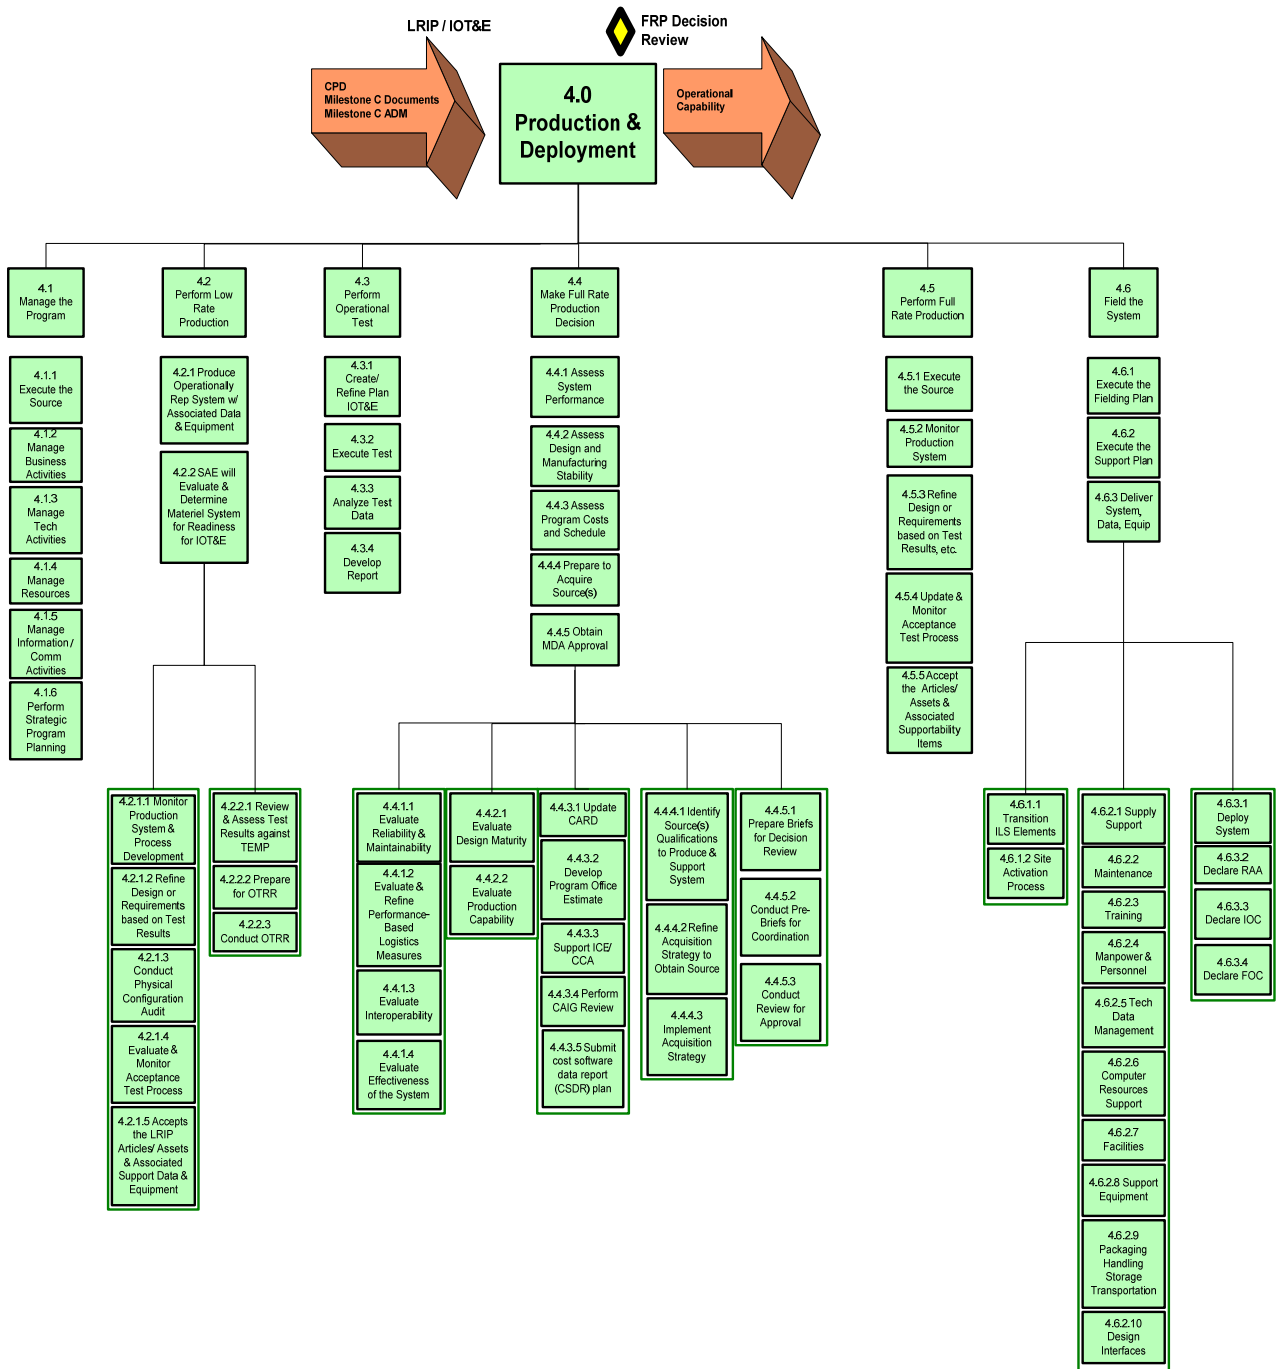 LRIP / IOT&E
FRP Decision
Review
CPD
Milestone C Documents
Milestone C ADM
4.0
Production &
Deployment
Operational
Capability
4.1
Manage the
Program
4.2
Perform Low
Rate
Production
4.3
Perform
Operational
Test
4.4
Make Full Rate
Production
Decision
4.5
Perform Full
Rate Production
4.6
Field the
System
4.1.1
Execute the
Source
4.1.2
Manage
Business
Activities
4.1.3
Manage
Tech
Activities
4.1.4
Manage
Resources
4.1.5
Manage
Information /
Comm
Activities
4.1.6
Perform
Strategic
Program
Planning
4.2.1 Produce
Operationally
Rep System w/
Associated Data
& Equipment
4.2.2 SAE will
Evaluate &
Determine
Materiel System
for Readiness
for IOT&E
4.3.1
Create/
Refine Plan
IOT&E
4.3.2
Execute Test
4.3.3
Analyze Test
Data
4.3.4
Develop
Report
4.4.1 Assess
System
Performance
4.4.2 Assess
Design and
Manufacturing
Stability
4.4.3 Assess
Program Costs
and Schedule
4.4.4 Prepare to
Acquire
Source(s)
4.4.5 Obtain
MDA Approval
4.5.1 Execute
the Source
4.5.2 Monitor
Production
System
4.5.3 Refine
Design or
Requirements
based on Test
Results, etc.
4.5.4 Update &
Monitor
Acceptance
Test Process
4.5.5 Accept
the Articles/
Assets &
Associated
Supportability
Items
4.6.1
Execute the
Fielding Plan
4.6.2
Execute the
Support Plan
4.6.3 Deliver
System,
Data, Equip
4.2.1.1 Monitor
Production
System &
Process
Development
4.2.1.2 Refine
Design or
Requirements
based on Test
Results
4.2.1.3
Conduct
Physical
Configuration
Audit
4.2.1.4
Evaluate &
Monitor
Acceptance
Test Process
4.2.1.5 Accepts
the LRIP
Articles/ Assets
& Associated
Support Data &
Equipment
4.2.2.1 Review
& Assess Test
Results against
TEMP
4.2.2.2 Prepare
for OTRR
4.2.2.3
Conduct OTRR
4.4.1.1
Evaluate
Reliability &
Maintainability
4.4.1.2
Evaluate &
Refine
Performance-
Based
Logistics
Measures
4.4.1.3
Evaluate
Interoperability
4.4.1.4
Evaluate
Effectiveness
of the System
4.4.2.1
Evaluate
Design Maturity
4.4.2.2
Evaluate
Production
Capability
4.4.3.1 Update
CARD
4.4.3.2
Develop
Program Office
Estimate
4.4.3.3
Support ICE/
CCA
4.4.3.4 Perform
CAIG Review
4.4.3.5 Submit
cost software
data report
(CSDR) plan
4.4.4.1 Identify
Source(s)
Qualifications
to Produce &
Support
System
4.4.4.2 Refine
Acquisition
Strategy to
Obtain Source
4.4.4.3
Implement
Acquisition
Strategy
4.4.5.1
Prepare Briefs
for Decision
Review
4.4.5.2
Conduct Pre-
Briefs for
Coordination
4.4.5.3
Conduct
Review for
Approval
4.6.1.1
Transition
ILS Elements
4.6.1.2 Site
Activation
Process
4.6.2.1 Supply
Support
4.6.2.2
Maintenance
4.6.2.3
Training
4.6.2.4
Manpower &
Personnel
4.6.2.5 Tech
Data
Management
4.6.2.6
Computer
Resources
Support
4.6.2.7
Facilities
4.6.2.8 Support
Equipment
4.6.2.9
Packaging
Handling
Storage
Transportation
4.6.2.10
Design
Interfaces
4.6.3.1
Deploy
System
4.6.3.2
Declare RAA
4.6.3.3
Declare IOC
4.6.3.4
Declare FOC